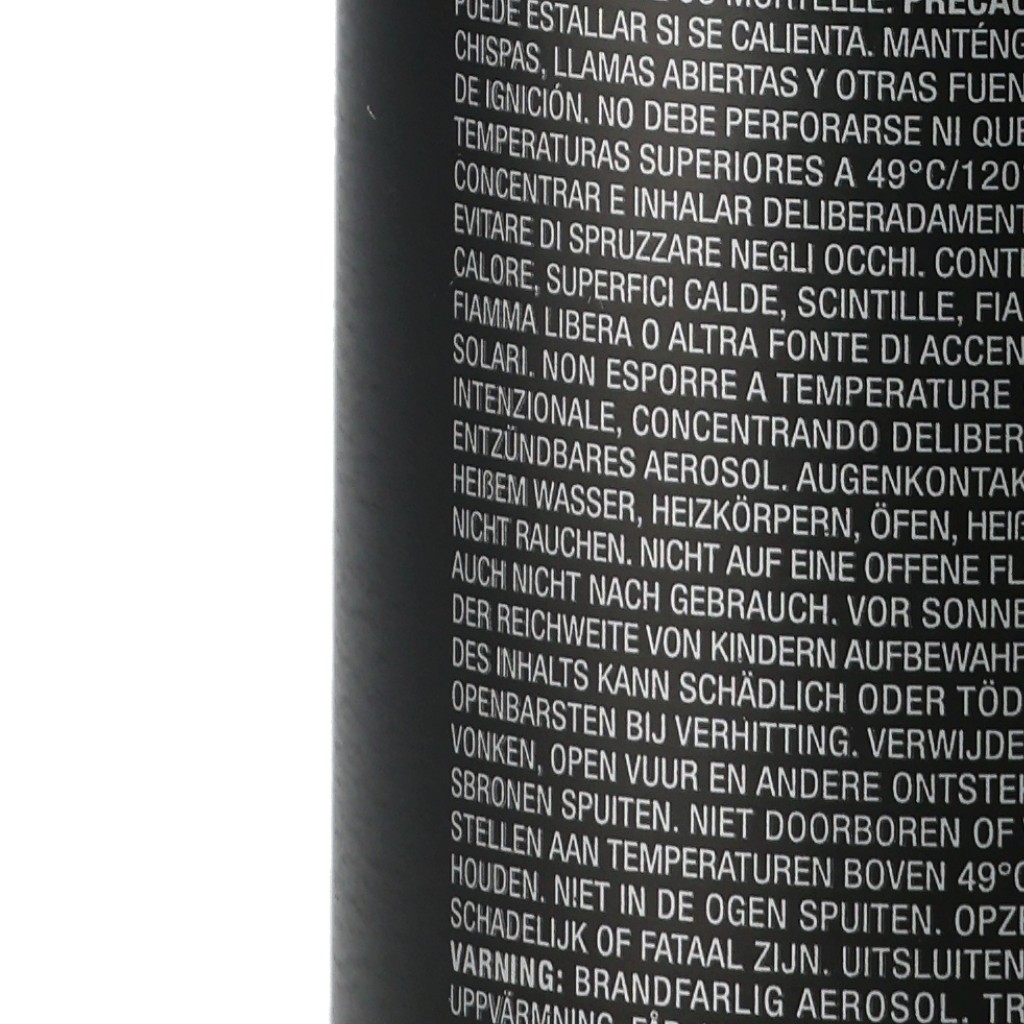 MORTELLE. PRÉCAU
PUEDE ESTALLAR SI SE CALIENTA. MANTÉNG
CHISPAS, LLAMAS ABIERTAS Y OTRAS FUEN
DE IGNICIÓN. NO DEBE PERFORARSE NI QUE
TEMPERATURAS SUPERIORES A 49°C/120°
CONCENTRAR E INHALAR DELIBERADAMENT
EVITARE DI SPRUZZARE NEGLI OCCHI. CONTE
CALORE, SUPERFICI CALDE, SCINTILLE, FIA
FIAMMA LIBERA O ALTRA FONTE DI ACCEN
SOLARI. NON ESPORRE A TEMPERATURE
INTENZIONALE, CONCENTRANDO DELIBER
ENTZÜNDBARES AEROSOL. AUGENKONTAK
HEIßEM WASSER, HEIZKÖRPERN, ÖFEN, HEIß
NICHT RAUCHEN. NICHT AUF EINE OFFENE FL
AUCH NICHT NACH GEBRAUCH. VOR SONNE
DER REICHWEITE VON KINDERN AUFBEWAHR
DES INHALTS KANN SCHÄDLICH ODER TÖD
OPENBARSTEN BIJ VERHITTING. VERWIJDE
VONKEN, OPEN VUUR EN ANDERE ONTSTE
SBRONEN SPUITEN. NIET DOORBOREN OF
STELLEN AAN TEMPERATUREN BOVEN 49°C
HOUDEN. NIET IN DE OGEN SPUITEN. OPZ
SCHADELIJK OF FATAAL ZIJN. UITSLUITEN
VARNING: BRANDFARLIG AEROSOL. TR
UPPVÄRMNING. FÅR